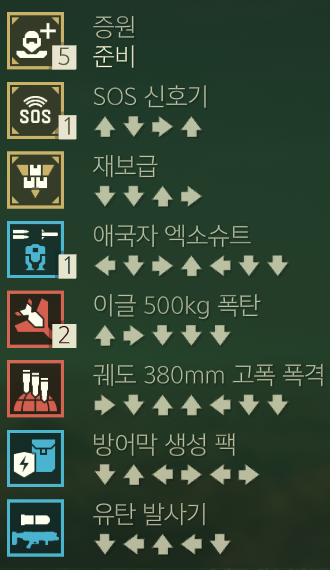 증원
5 준비
SOS 신호기
SOS
1 ↑ ↓ → ↑
재보급
↓ ↓ ↑ →
애국자 엑소슈트
1 ← ↓ → ↑ ← ↓ ↓
이글 500kg 폭탄
2 ↑ → ↓ ↓ ↓
궤도 380mm 고폭 폭격
→ ↓ ↑ ↑ ← ↓ ↓
방어막 생성 팩
↓ ↑ ← → ← →
유탄 발사기
↓ ← ↑ ← ↓